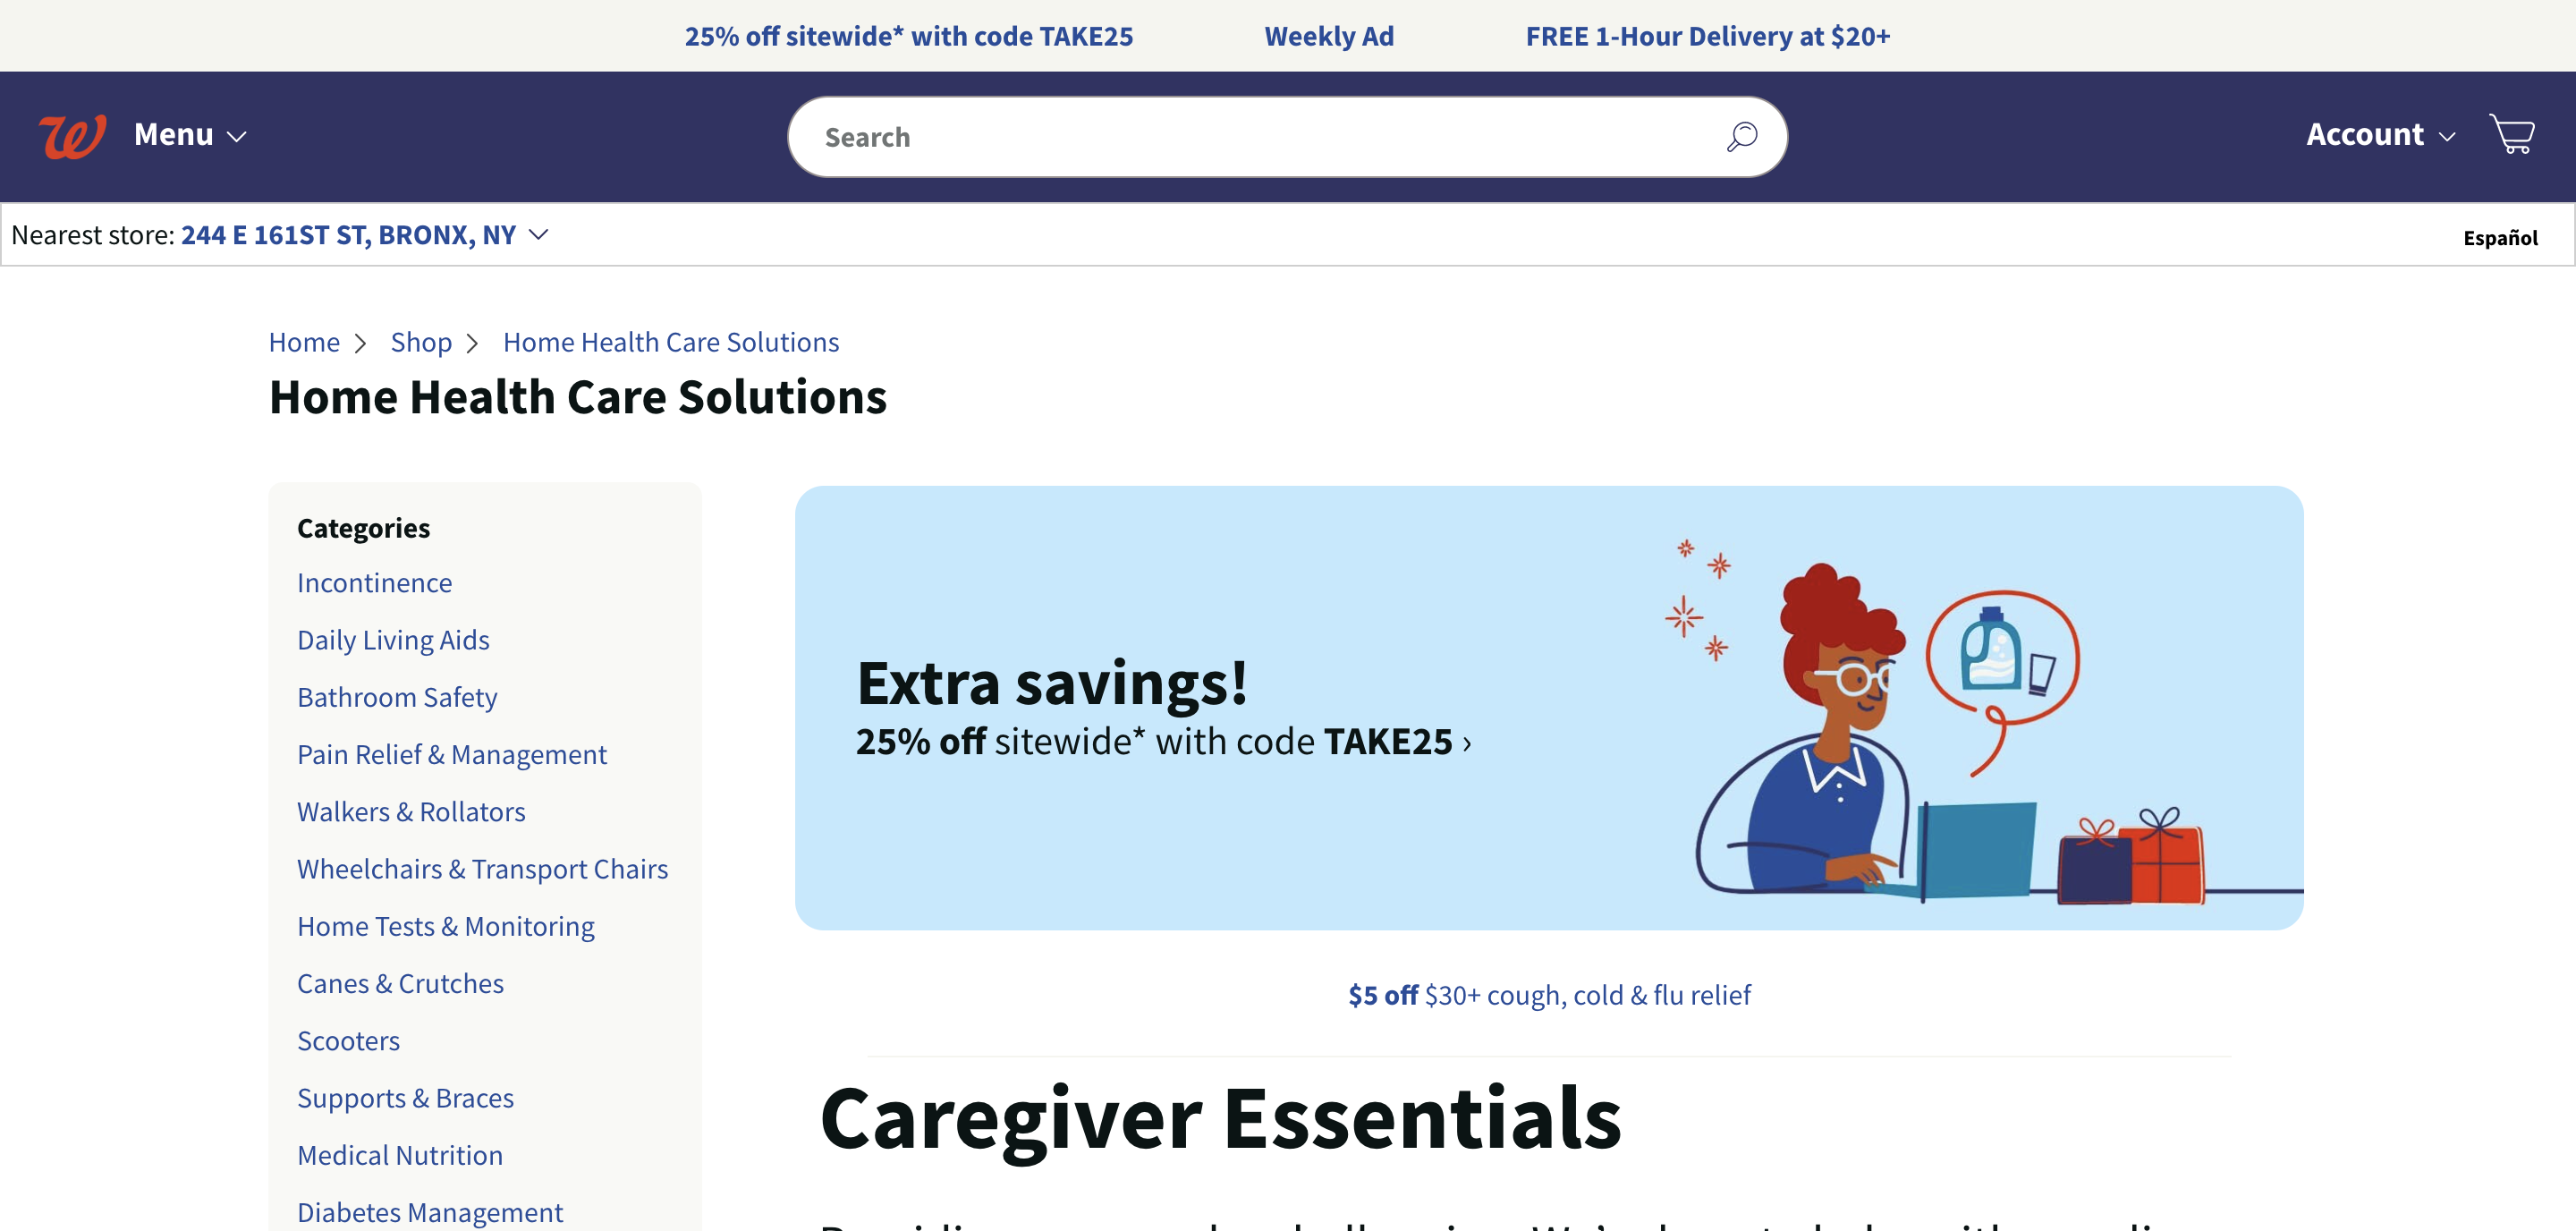 25% off sitewide* with code TAKE25 Weekly Ad FREE 1-Hour Delivery at $20+
W Menu Search Account
Nearest store: 244 E 161ST ST, BRONX, NY Español
Home Shop Home Health Care Solutions
Home Health Care Solutions
Categories
Incontinence
Daily Living Aids
Bathroom Safety
Pain Relief & Management
Walkers & Rollators
Wheelchairs & Transport Chairs
Home Tests & Monitoring
Canes & Crutches
Scooters
Supports & Braces
Medical Nutrition
Diabetes Management
Extra savings!
25% off sitewide* with code TAKE25 ›
$5 off $30+ cough, cold & flu relief
Caregiver Essentials